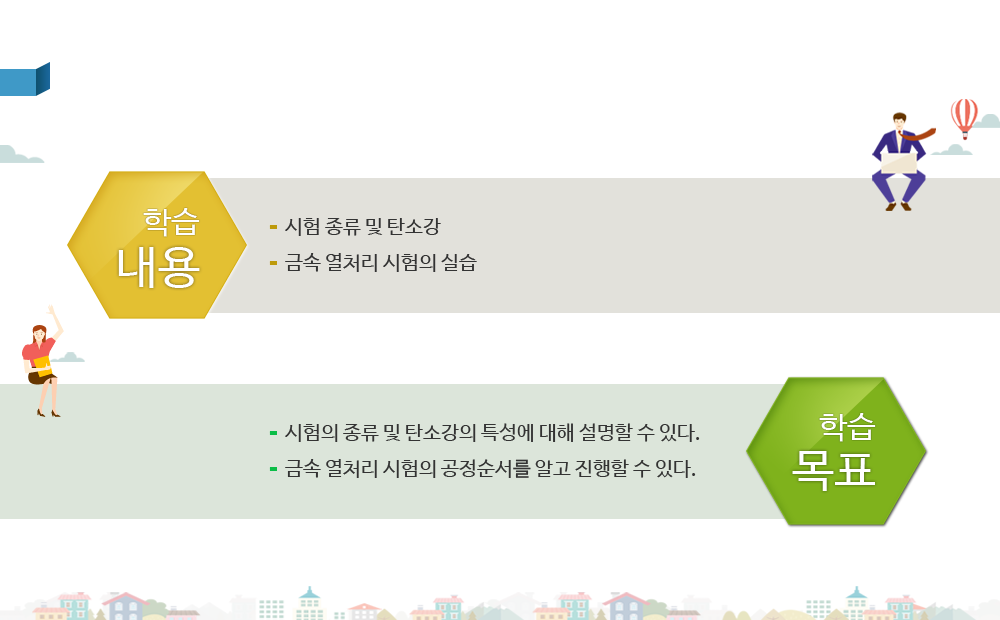 학습
내용
시험 종류 및 탄소강
금속 열처리 시험의 실습
학습
목표
시험의 종류 및 탄소강의 특성에 대해 설명할 수 있다.
금속 열처리 시험의 공정순서를 알고 진행할 수 있다.